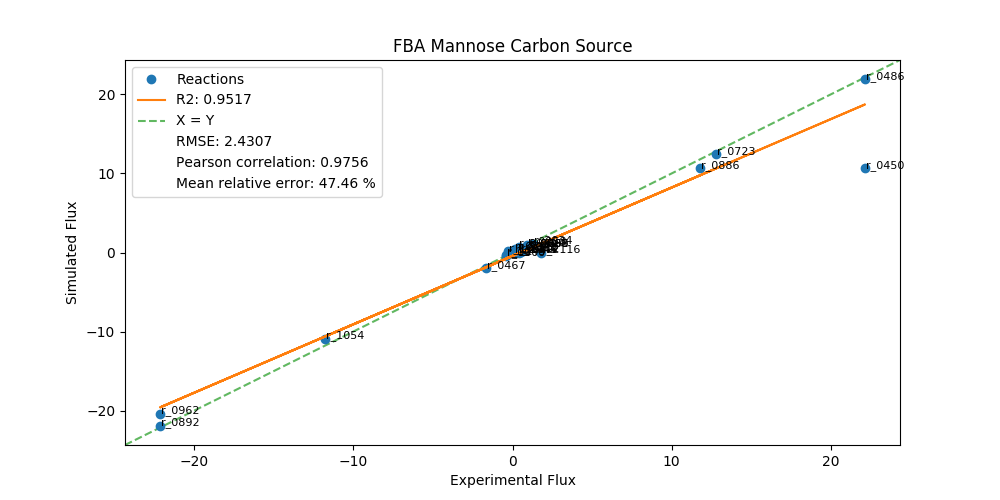 FBA Mannose Carbon Source
Reactions
R2: 0.9517
X = Y
RMSE: 2.4307
Pearson correlation: 0.9756
Mean relative error: 47.46 %
r_0486
r_0723
r_0886
r_0450
r_0467
r_1054
r_0962
r_0892
20
10
0
−10
−20
−20
−10
0
10
20
Simulated Flux
Experimental Flux